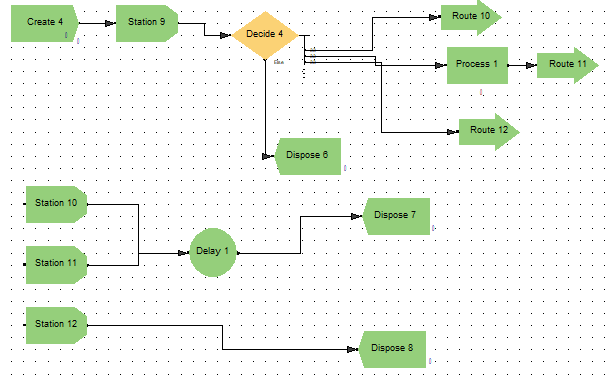 Create 4
Station 9
Decide 4
Route 10
Process 1
Route 11
Else
Route 12
Dispose 6
Station 10
Dispose 7
Delay 1
Station 11
Station 12
Dispose 8